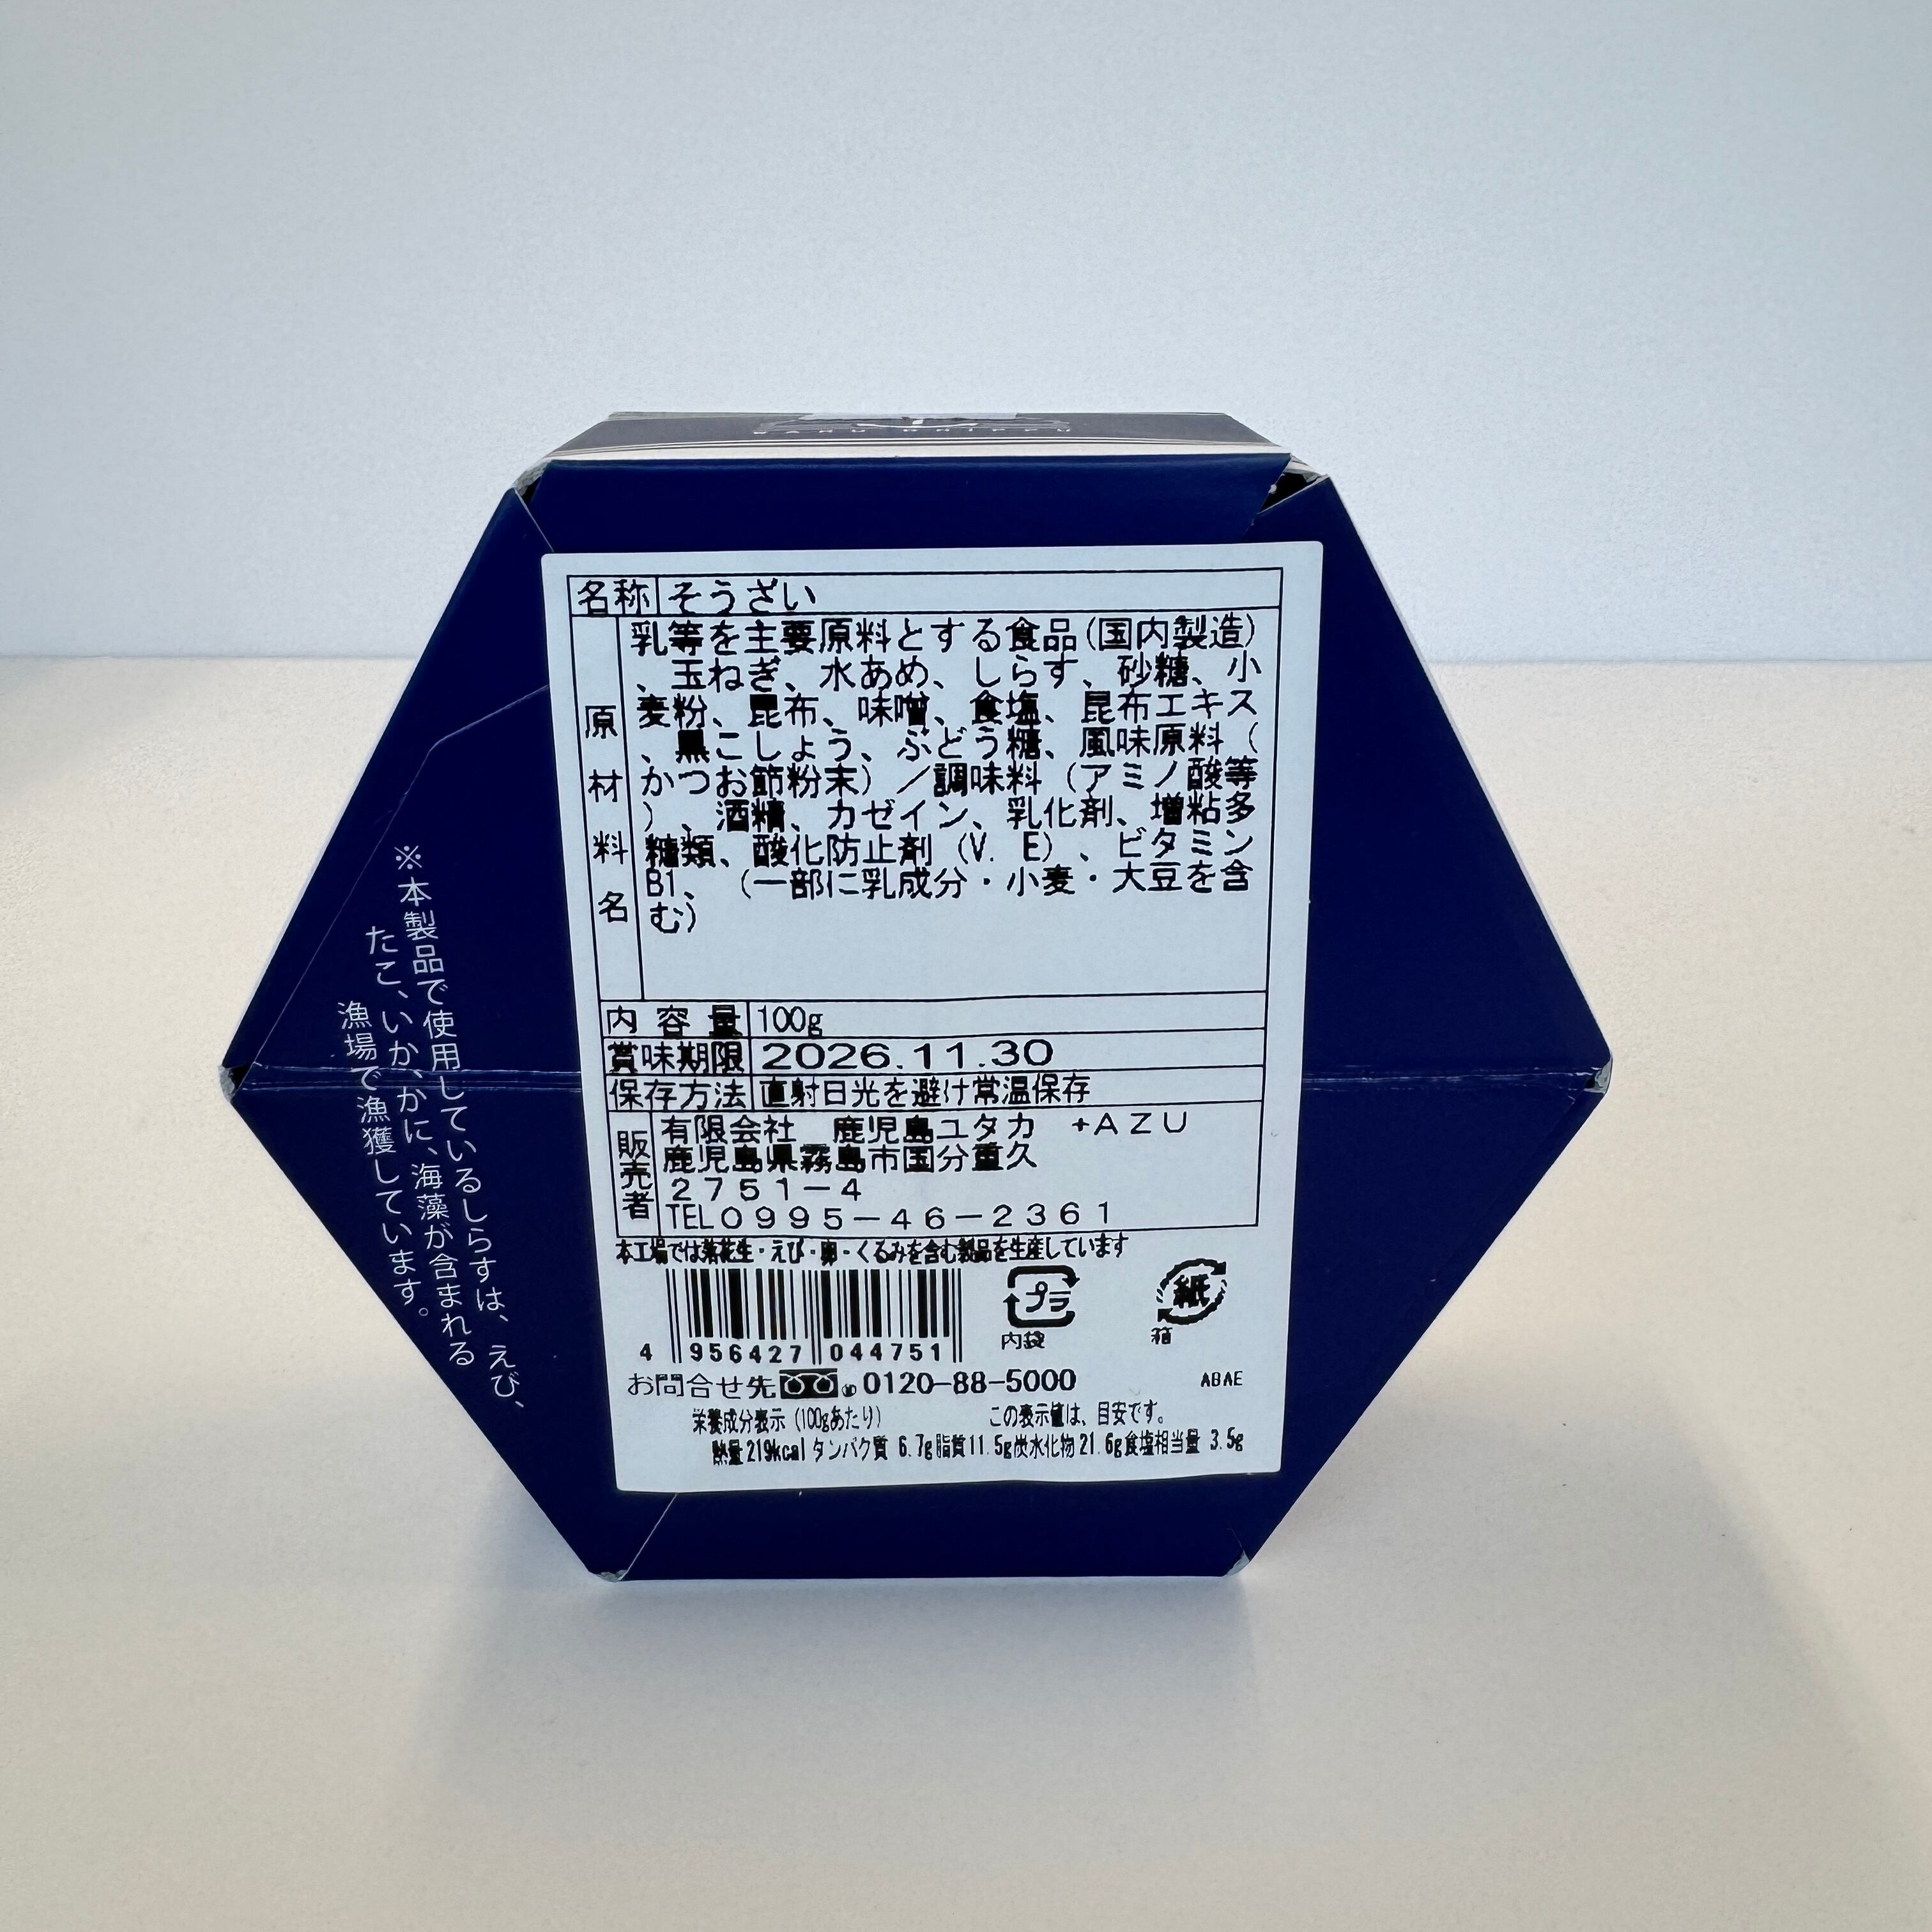 名称 そうざい
原材料名
乳等を主要原料とする食品(国内製造)
、玉ねぎ、水あめ、しらす、砂糖、小
麦粉、昆布、味噌、食塩、昆布エキス
、黒こしょう、ぶどう糖、風味原料(
かつお節粉末)/調味料(アミノ酸等
)、酒精、カゼイン、乳化剤、増粘多
糖類、酸化防止剤(V.E)、ビタミン
B1、(一部に乳成分・小麦・大豆を含
む)
内容量 100g
賞味期限 2026.11.30
保存方法 直射日光を避け常温保存
販売者
有限会社 鹿児島ユタカ +AZU
鹿児島県霧島市国分重久
2751-4
TEL0995-46-2361
本工場では落花生・えび・卵・くるみを含む製品を生産しています
プラ
内袋
紙
箱
4 956427 044751
お問合せ先 0120-88-5000
ABAE
栄養成分表示(100gあたり) この表示値は、目安です。
熱量219kcal タンパク質 6.7g脂質11.5g炭水化物21.6g食塩相当量 3.5g
※本製品で使用しているしらすは、えび、
たこ、いか、かに、海藻が含まれる
漁場で漁獲しています。